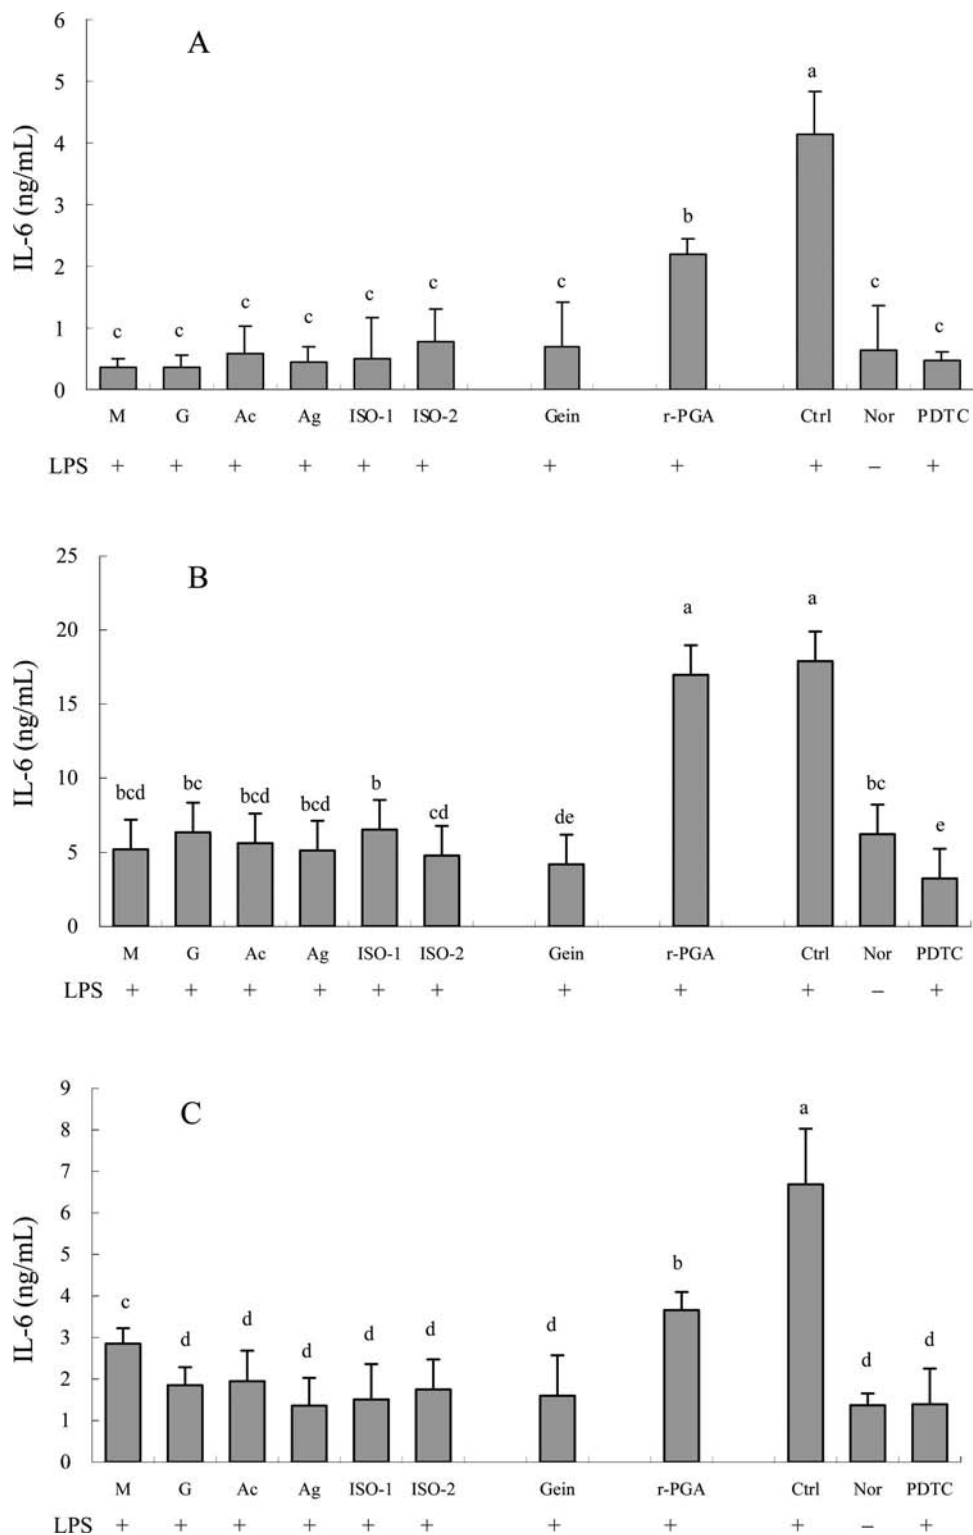 A
IL-6 (ng/mL)
6
5
4
3
2
1
0
c c c c c c c b a c c
M G Ac Ag ISO-1 ISO-2 Gein r-PGA Ctrl Nor PDTC
LPS + + + + + + + + + – +
B
IL-6 (ng/mL)
25
20
15
10
5
0
bcd bc bcd bcd b cd de a a bc e
M G Ac Ag ISO-1 ISO-2 Gein r-PGA Ctrl Nor PDTC
LPS + + + + + + + + + – +
C
IL-6 (ng/mL)
9
8
7
6
5
4
3
2
1
0
c d d d d d d b a d d
M G Ac Ag ISO-1 ISO-2 Gein r-PGA Ctrl Nor PDTC
LPS + + + + + + + + + – +